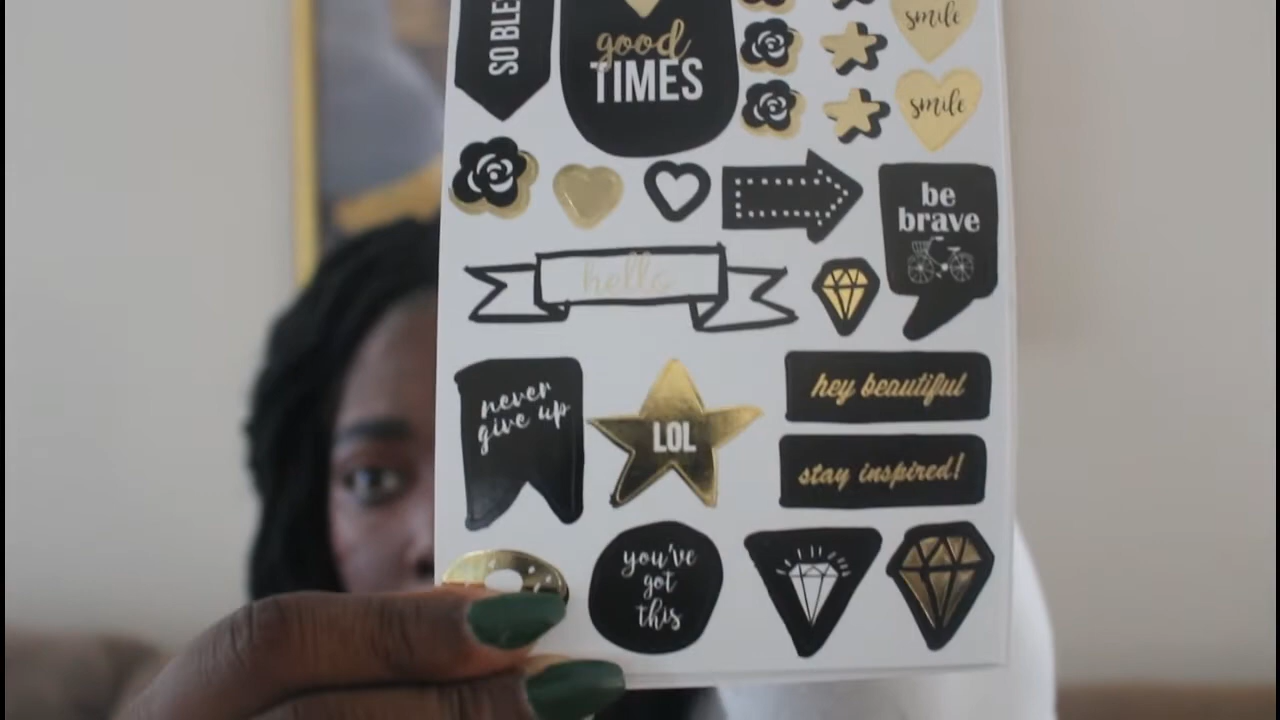 SO BLE
good
TIMES
smile
smile
be
brave
hello
never
give up
LOL
hey beautiful
stay inspired!
you've
got
this